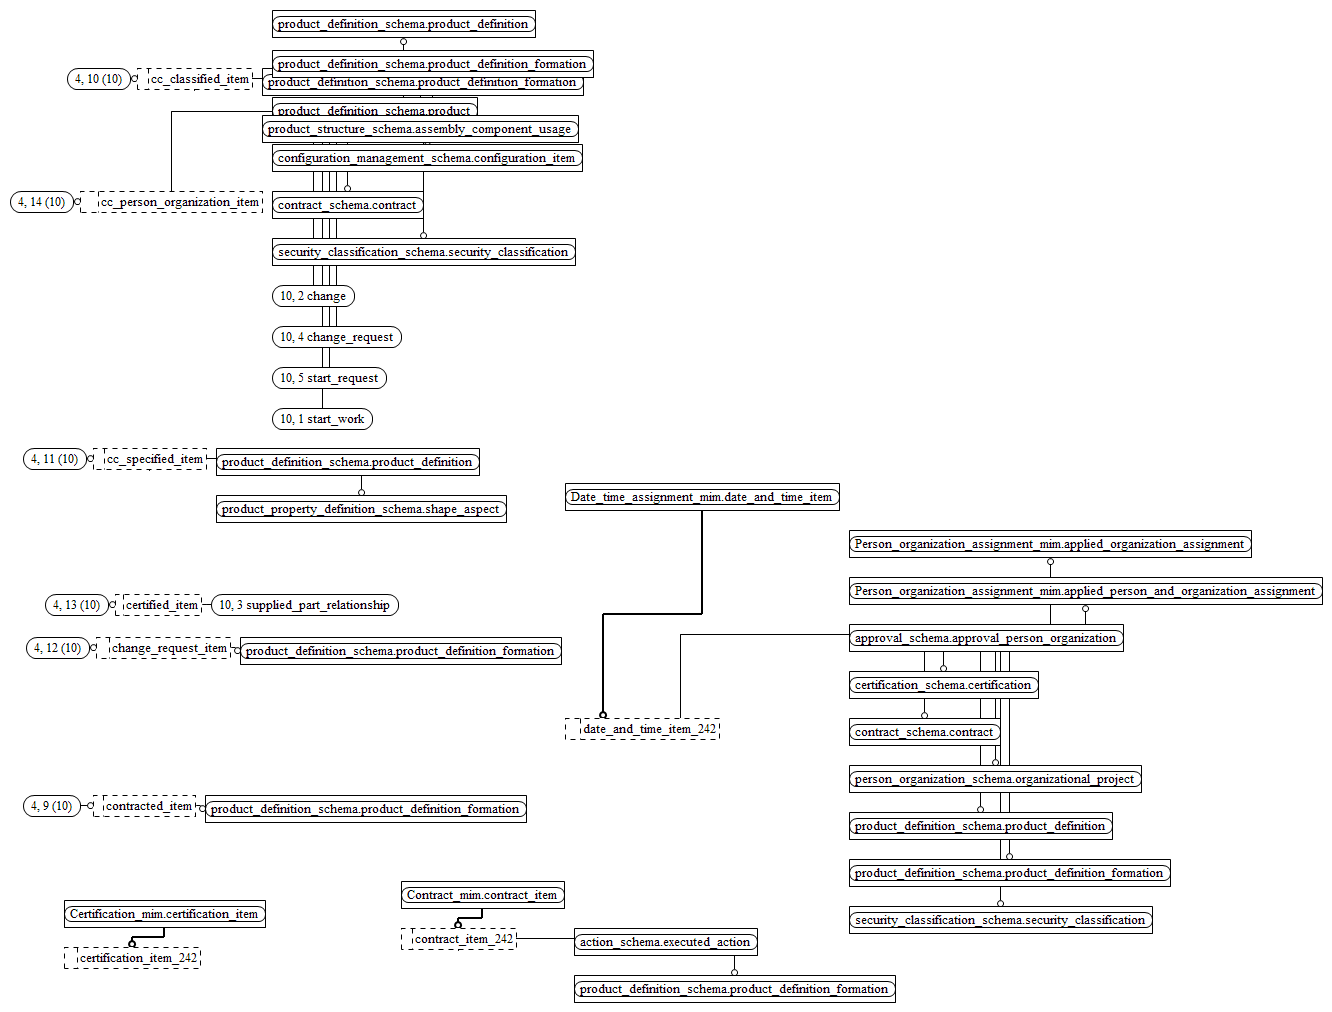 product_definition_schema.product_definition
product_definition_schema.product_definition_formation
4, 10 (10)
cc_classified_item
product_definition_schema.product_definition_formation
product_definition_schema.product
product_structure_schema.assembly_component_usage
configuration_management_schema.configuration_item
4, 14 (10)
cc_person_organization_item
contract_schema.contract
security_classification_schema.security_classification
10, 2 change
10, 4 change_request
10, 5 start_request
10, 1 start_work
4, 11 (10)
cc_specified_item
product_definition_schema.product_definition
product_property_definition_schema.shape_aspect
Date_time_assignment_mim.date_and_time_item
Person_organization_assignment_mim.applied_organization_assignment
Person_organization_assignment_mim.applied_person_and_organization_assignment
4, 13 (10)
certified_item
10, 3 supplied_part_relationship
4, 12 (10)
change_request_item
product_definition_schema.product_definition_formation
approval_schema.approval_person_organization
certification_schema.certification
date_and_time_item_242
contract_schema.contract
person_organization_schema.organizational_project
4, 9 (10)
contracted_item
product_definition_schema.product_definition_formation
product_definition_schema.product_definition
product_definition_schema.product_definition_formation
security_classification_schema.security_classification
Certification_mim.certification_item
certification_item_242
Contract_mim.contract_item
contract_item_242
action_schema.executed_action
product_definition_schema.product_definition_formation